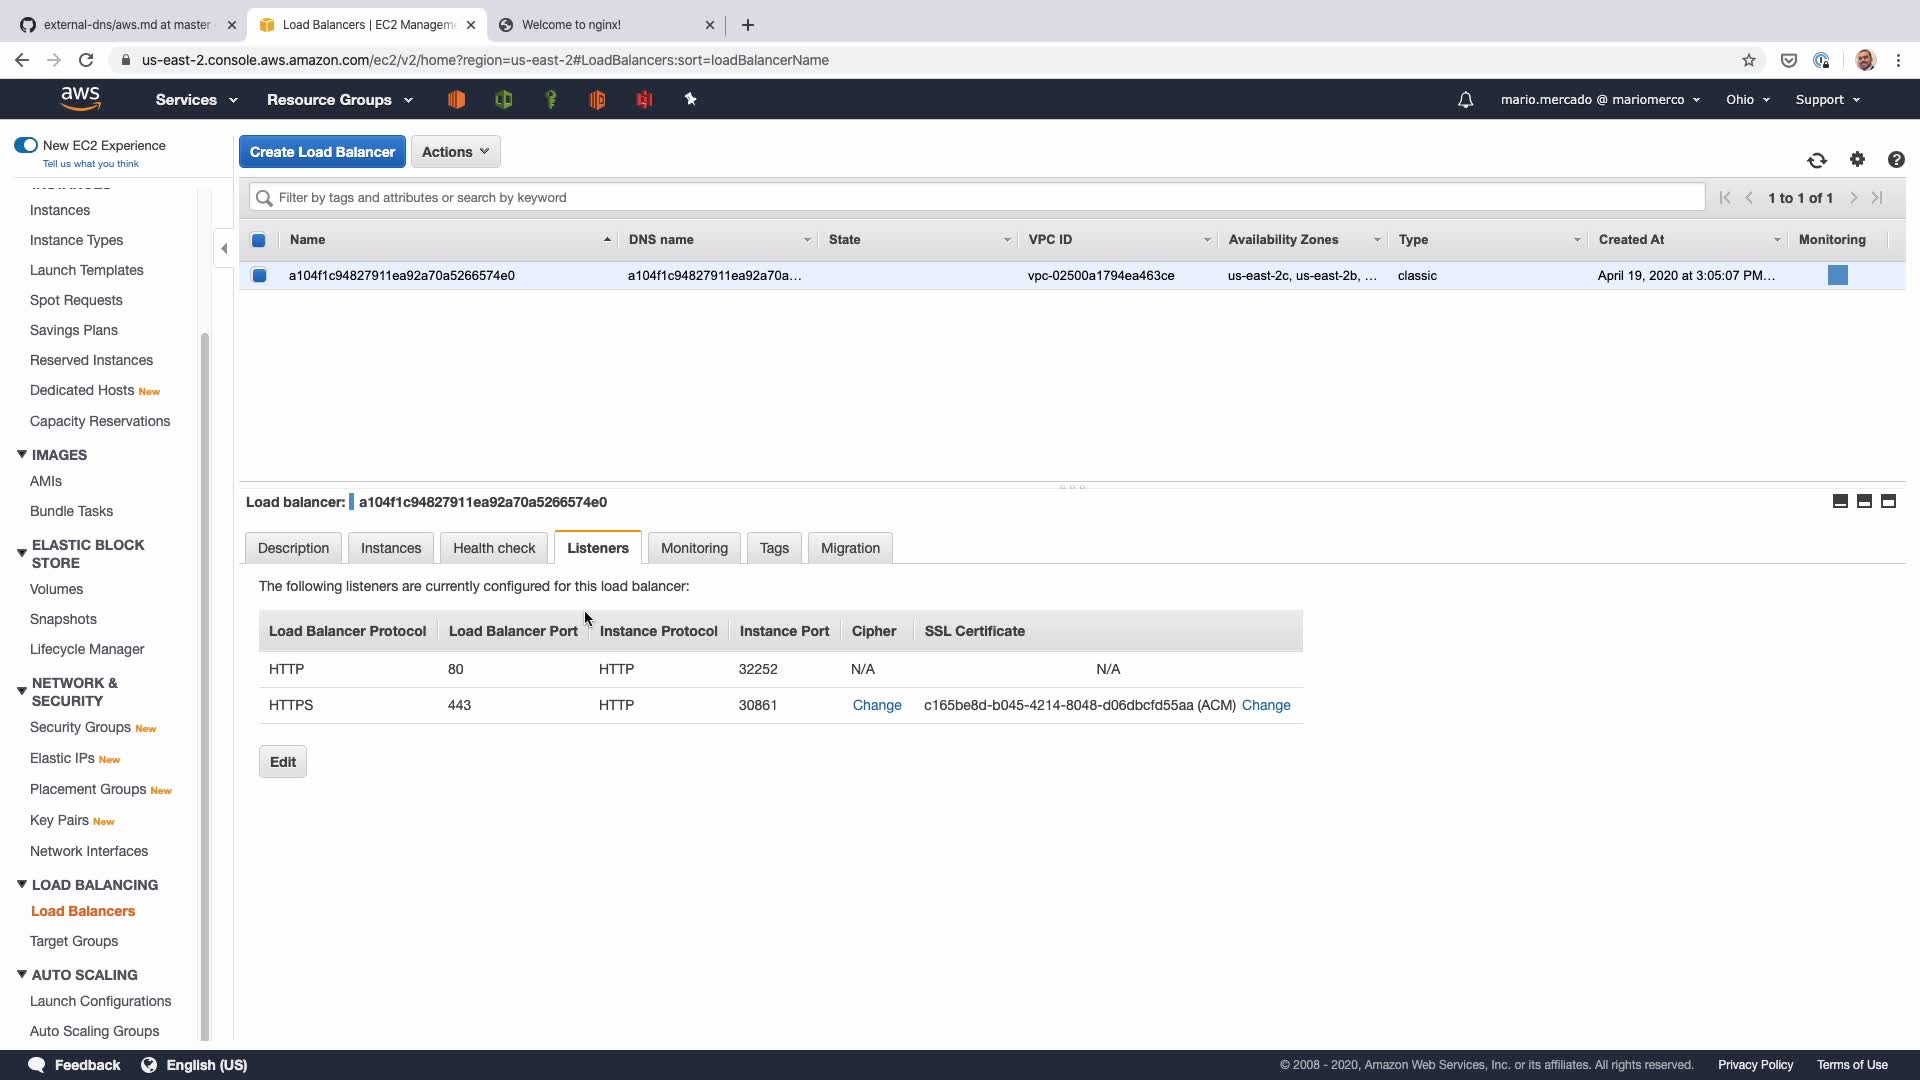 external-dns/aws.md at master
Load Balancers | EC2 Managem
Welcome to nginx!
us-east-2.console.aws.amazon.com/ec2/v2/home?region=us-east-2#LoadBalancers:sort=loadBalancerName
aws
Services
Resource Groups
mario.mercado @ mariomerco
Ohio
Support
New EC2 Experience
Tell us what you think
Instances
Instance Types
Launch Templates
Spot Requests
Savings Plans
Reserved Instances
Dedicated Hosts New
Capacity Reservations
IMAGES
AMIs
Bundle Tasks
ELASTIC BLOCK
STORE
Volumes
Snapshots
Lifecycle Manager
NETWORK &
SECURITY
Security Groups New
Elastic IPs New
Placement Groups New
Key Pairs New
Network Interfaces
LOAD BALANCING
Load Balancers
Target Groups
AUTO SCALING
Launch Configurations
Auto Scaling Groups
Create Load Balancer
Actions
Filter by tags and attributes or search by keyword
1 to 1 of 1
Name DNS name State VPC ID Availability Zones Type Created At Monitoring
a104f1c94827911ea92a70a5266574e0 a104f1c94827911ea92a70a... vpc-02500a1794ea463ce us-east-2c, us-east-2b, ... classic April 19, 2020 at 3:05:07 PM...
Load balancer: a104f1c94827911ea92a70a5266574e0
Description Instances Health check Listeners Monitoring Tags Migration
The following listeners are currently configured for this load balancer:
Load Balancer Protocol Load Balancer Port Instance Protocol Instance Port Cipher SSL Certificate
HTTP 80 HTTP 32252 N/A N/A
HTTPS 443 HTTP 30861 Change c165be8d-b045-4214-8048-d06dbcfd55aa (ACM) Change
Edit
Feedback
English (US)
© 2008 - 2020, Amazon Web Services, Inc. or its affiliates. All rights reserved.
Privacy Policy
Terms of Use